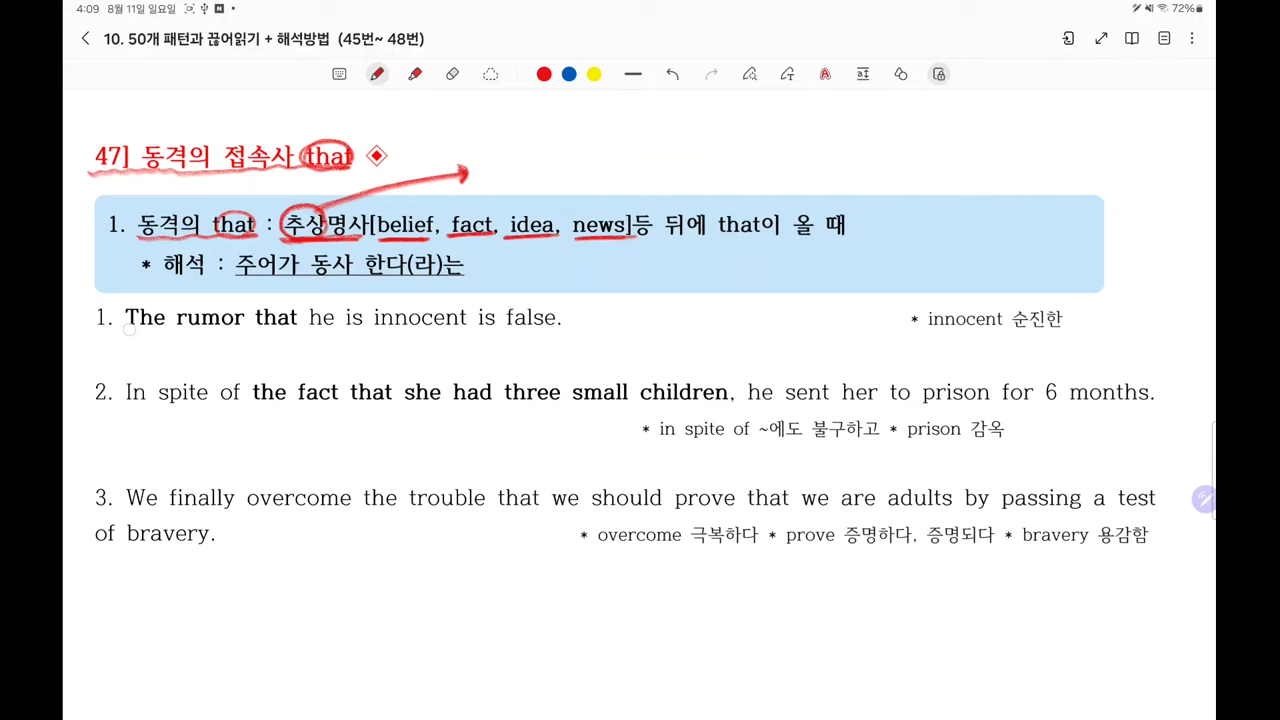 4:09 8월 11일 일요일 72%
10. 50개 패턴과 끊어읽기 + 해석방법 (45번~ 48번)
47] 동격의 접속사 that
1. 동격의 that : 추상명사[belief, fact, idea, news]등 뒤에 that이 올 때
* 해석 : 주어가 동사 한다(라)는
1. The rumor that he is innocent is false. * innocent 순진한
2. In spite of the fact that she had three small children, he sent her to prison for 6 months.
* in spite of ~에도 불구하고 * prison 감옥
3. We finally overcome the trouble that we should prove that we are adults by passing a test
of bravery. * overcome 극복하다 * prove 증명하다, 증명되다 * bravery 용감함